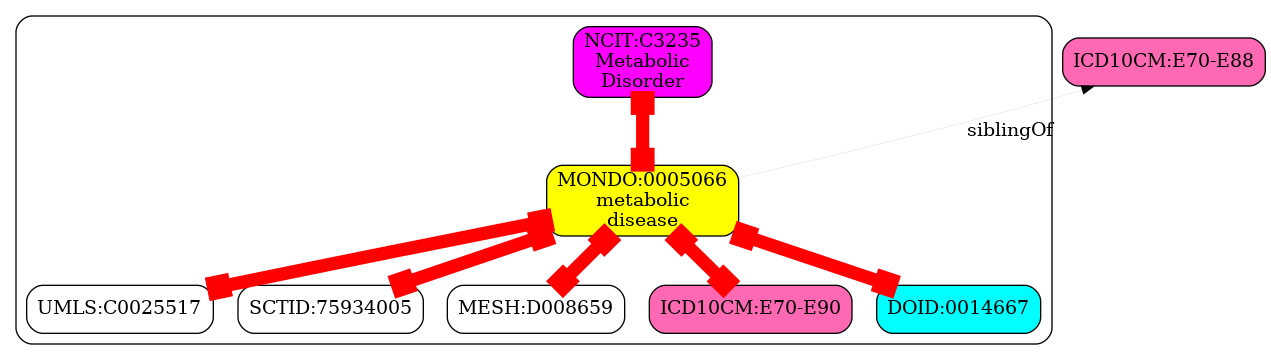 NCIT:C3235
Metabolic
Disorder
ICD10CM:E70-E88
siblingOf
MONDO:0005066
metabolic
disease
UMLS:C0025517
SCTID:75934005
MESH:D008659
ICD10CM:E70-E90
DOID:0014667